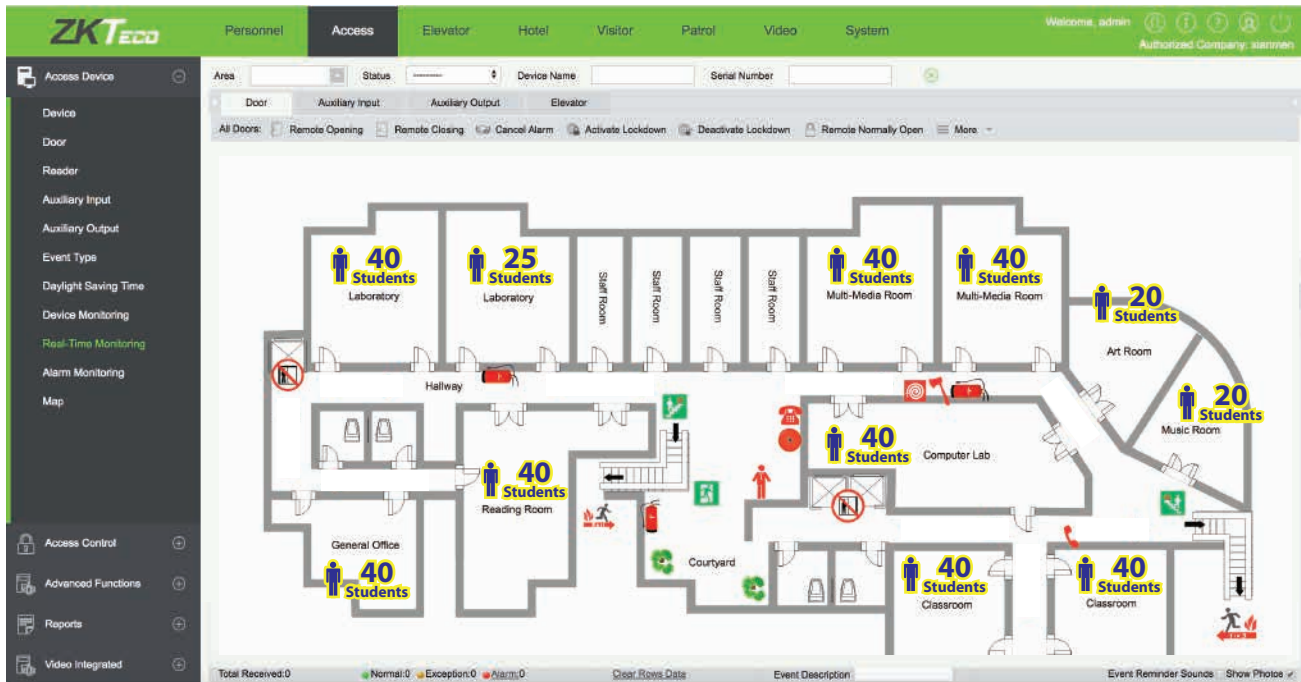 ZKTECO
Personnel
Access
Elevator
Hotel
Visitor
Patrol
Video
System
Welcome, admin
Authorized Company: xianmen
Access Device
Device
Door
Reader
Auxiliary Input
Auxiliary Output
Event Type
Daylight Saving Time
Device Monitoring
Real-Time Monitoring
Alarm Monitoring
Map
Access Control
Advanced Functions
Reports
Video Integrated
Area Status --------- Device Name Serial Number
Door Auxiliary Input Auxiliary Output Elevator
All Doors: Remote Opening Remote Closing Cancel Alarm Activate Lockdown Deactivate Lockdown Remote Normally Open More
40
Students
Laboratory
25
Students
Laboratory
Staff Room
Staff Room
Staff Room
Staff Room
40
Students
Multi-Media Room
40
Students
Multi-Media Room
20
Students
Art Room
20
Students
Music Room
Hallway
40
Students
Computer Lab
40
Students
Reading Room
General Office
40
Students
Courtyard
40
Students
Classroom
40
Students
Classroom
Total Received:0 Normal:0 Exception:0 Alarm:0 Clear Rows Data Event Description Event Reminder Sounds Show Photos